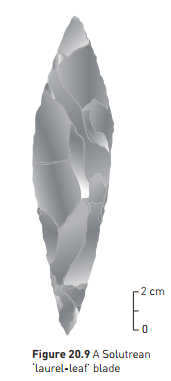 2 cm
0
Figure 20.9 A Solutrean
‘laurel-leaf’ blade